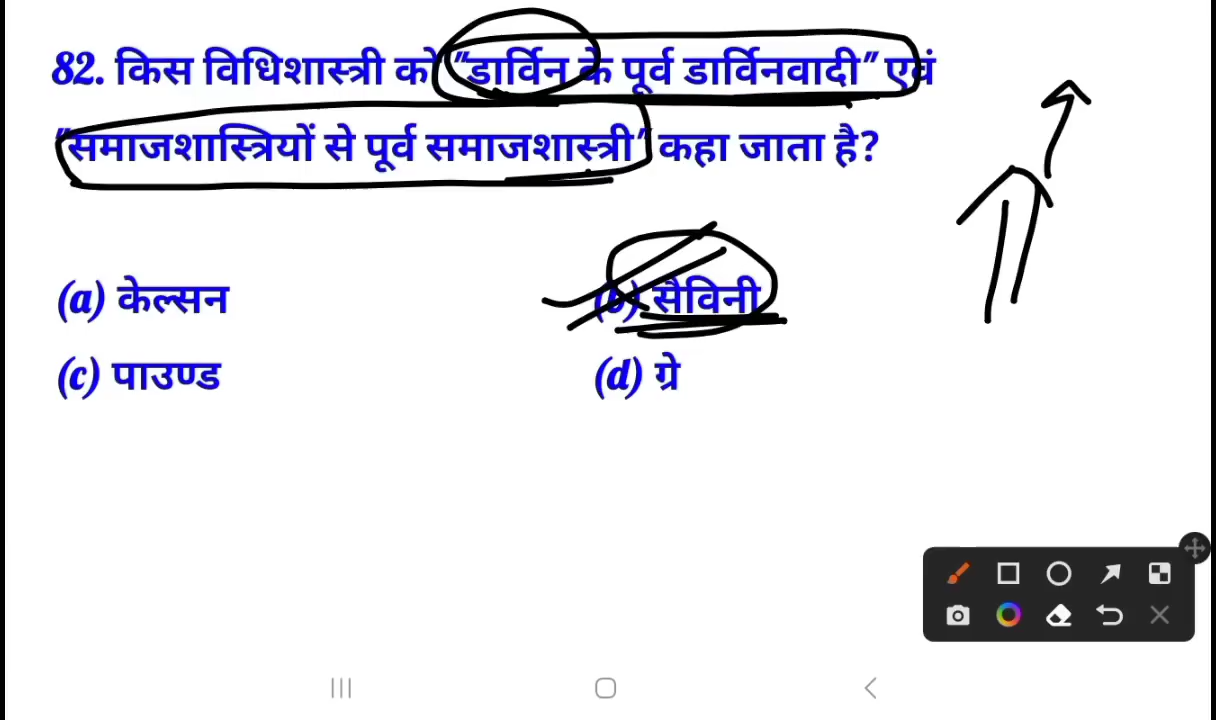 82. किस विधिशास्त्री को "डार्विन के पूर्व डार्विनवादी" एवं
"समाजशास्त्रियों से पूर्व समाजशास्त्री" कहा जाता है?
(a) केल्सन (b) सैविनी
(c) पाउण्ड (d) ग्रे